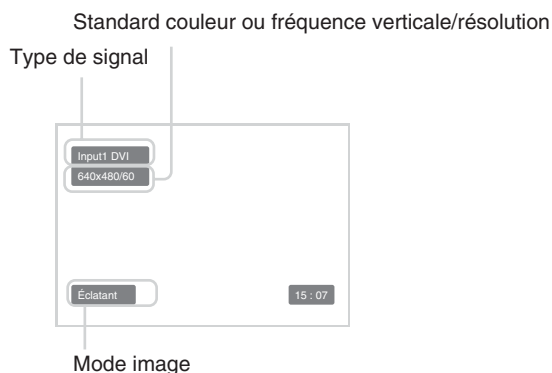 Standard couleur ou fréquence verticale/résolution
Type de signal
Input1 DVI
640x480/60
Éclatant
15 : 07
Mode image